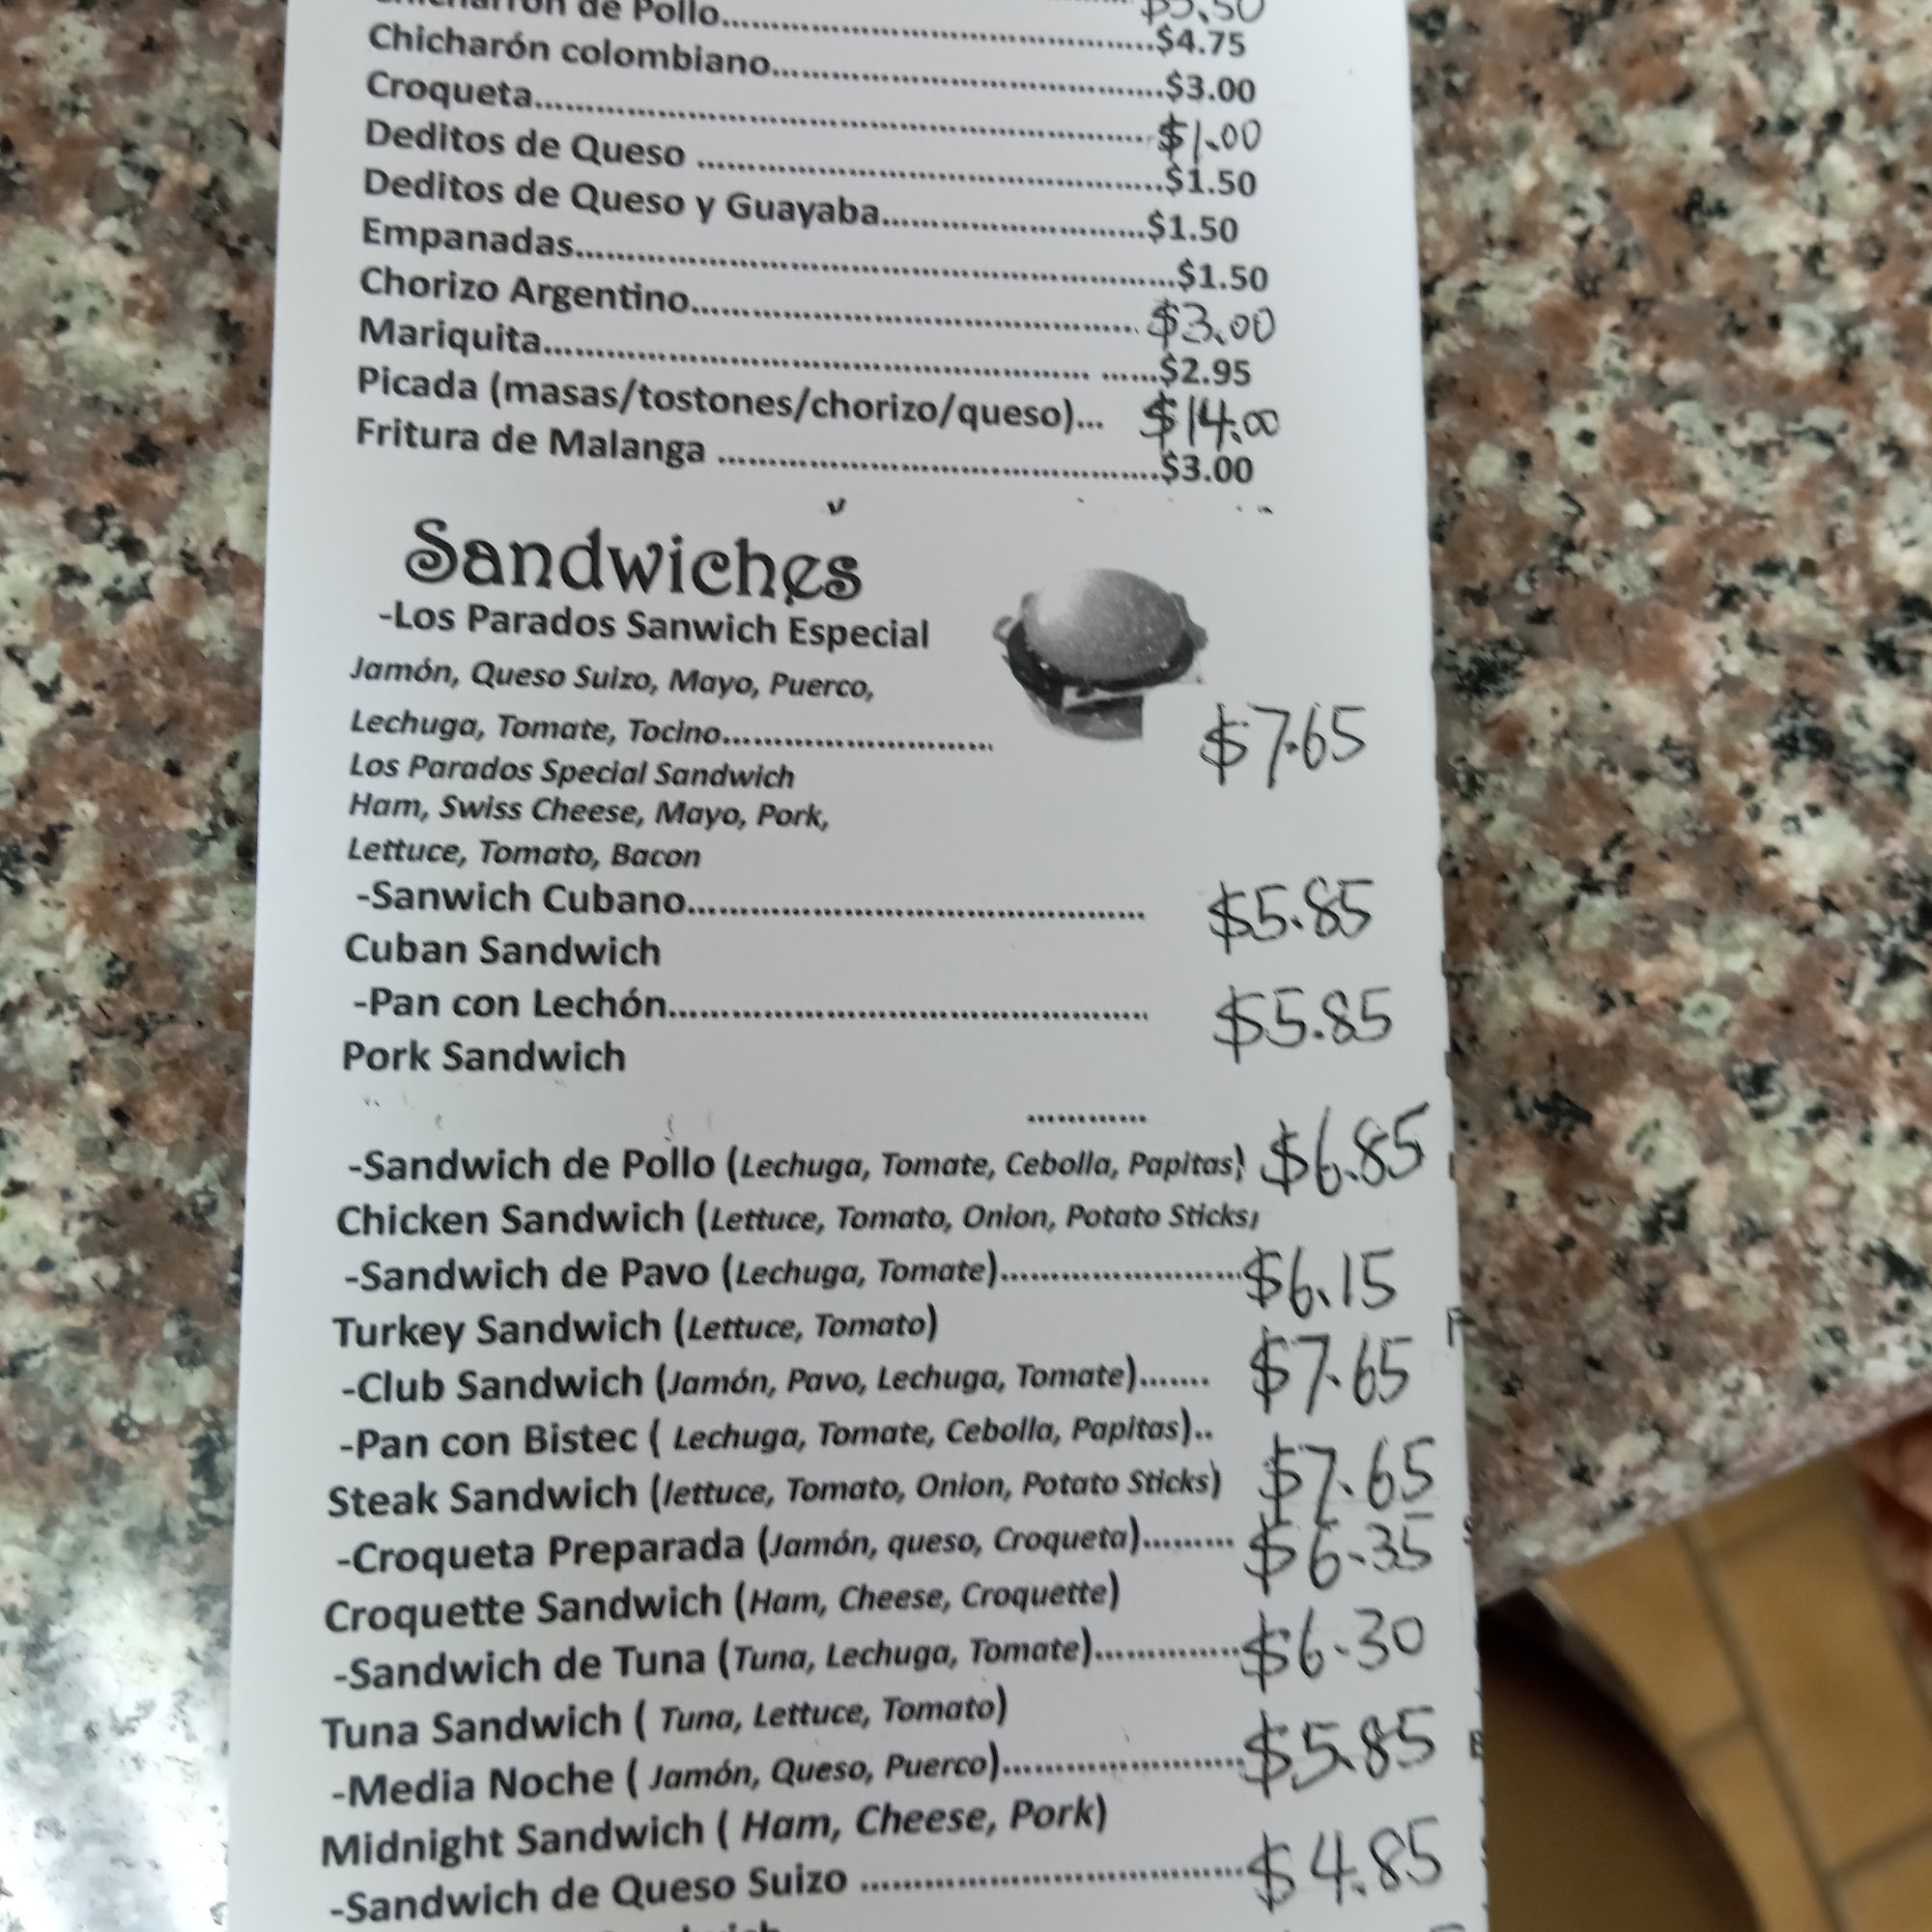 de Pollo......$4.75
Chicharón colombiano......$3.00
Croqueta......$1.00
Deditos de Queso ......$1.50
Deditos de Queso y Guayaba......$1.50
Empanadas......$1.50
Chorizo Argentino......$3.00
Mariquita...... ......$2.95
Picada (masas/tostones/chorizo/queso)... $14.00
Fritura de Malanga ......$3.00
Sandwiches
-Los Parados Sanwich Especial
Jamón, Queso Suizo, Mayo, Puerco,
Lechuga, Tomate, Tocino...... $7.65
Los Parados Special Sandwich
Ham, Swiss Cheese, Mayo, Pork,
Lettuce, Tomato, Bacon
-Sanwich Cubano...... $5.85
Cuban Sandwich
-Pan con Lechón...... $5.85
Pork Sandwich
............
-Sandwich de Pollo (Lechuga, Tomate, Cebolla, Papitas) $6.85
Chicken Sandwich (Lettuce, Tomato, Onion, Potato Sticks)
-Sandwich de Pavo (Lechuga, Tomate)......$6.15
Turkey Sandwich (Lettuce, Tomato)
-Club Sandwich (Jamón, Pavo, Lechuga, Tomate)....... $7.65
-Pan con Bistec ( Lechuga, Tomate, Cebolla, Papitas)..
Steak Sandwich (lettuce, Tomato, Onion, Potato Sticks) $7.65
-Croqueta Preparada (Jamón, queso, Croqueta)......... $6.35
Croquette Sandwich (Ham, Cheese, Croquette)
-Sandwich de Tuna (Tuna, Lechuga, Tomate)......$6.30
Tuna Sandwich ( Tuna, Lettuce, Tomato)
-Media Noche ( Jamón, Queso, Puerco)......$5.85
Midnight Sandwich ( Ham, Cheese, Pork)
-Sandwich de Queso Suizo ......$4.85